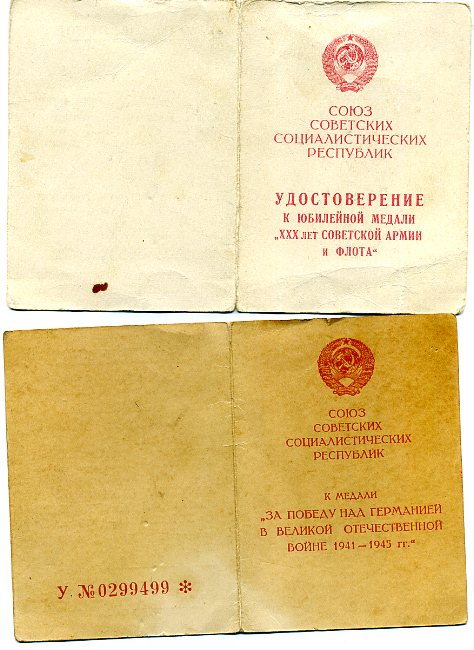 СОЮЗ
СОВЕТСКИХ
СОЦИАЛИСТИЧЕСКИХ
РЕСПУБЛИК
УДОСТОВЕРЕНИЕ
К ЮБИЛЕЙНОЙ МЕДАЛИ
„XXX ЛЕТ СОВЕТСКОЙ АРМИИ
И ФЛОТА“
СОЮЗ
СОВЕТСКИХ
СОЦИАЛИСТИЧЕСКИХ
РЕСПУБЛИК
К МЕДАЛИ
„ЗА ПОБЕДУ НАД ГЕРМАНИЕЙ
В ВЕЛИКОЙ ОТЕЧЕСТВЕННОЙ
ВОЙНЕ 1941—1945 гг.“
У. №0299499 *